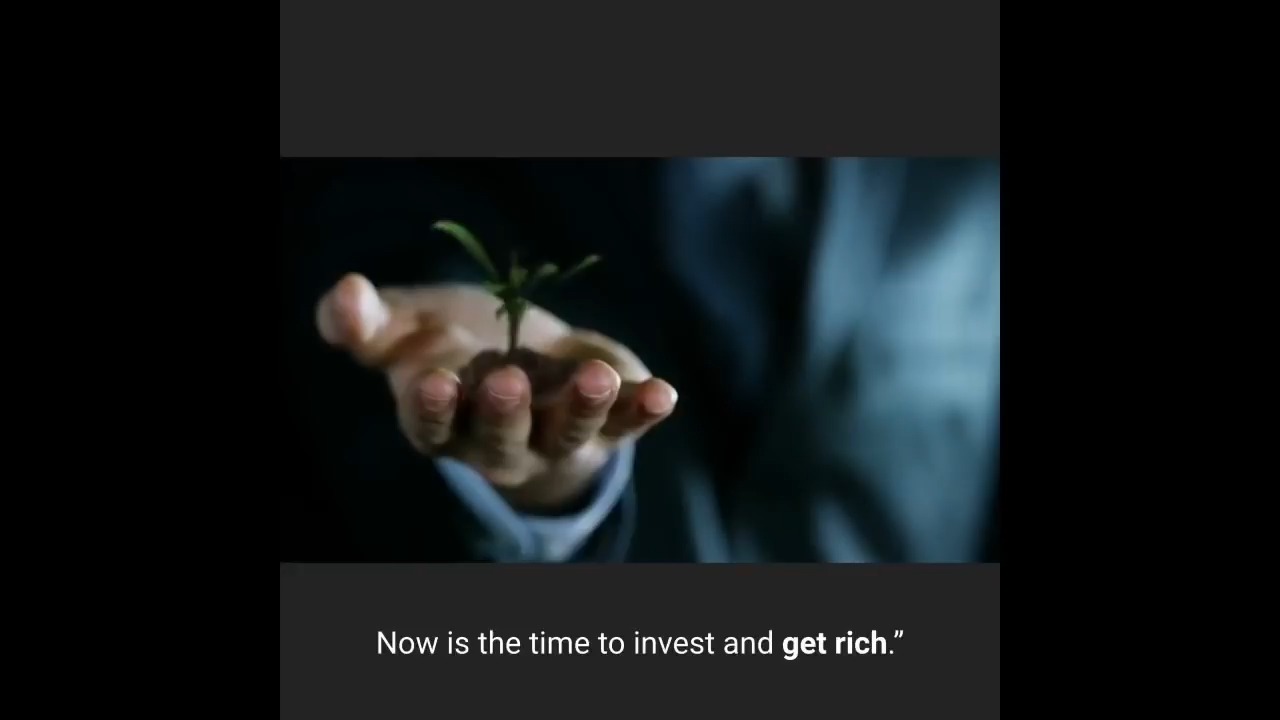 Now is the time to invest and get rich.”